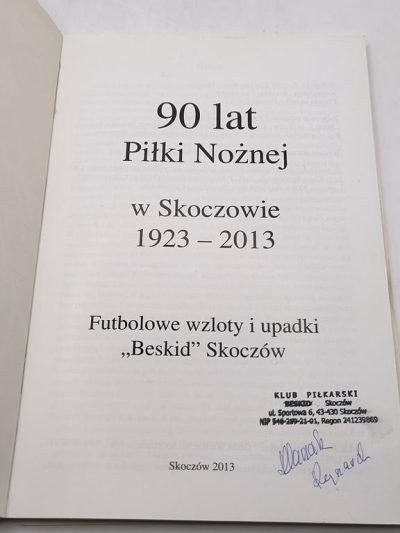 90 lat
Piłki Nożnej
w Skoczowie
1923 – 2013
Futbolowe wzloty i upadki
„Beskid” Skoczów
KLUB PIŁKARSKI
BESKID Skoczów
ul. Sportowa 6, 43-430 Skoczów
NIP 548-289-21-01, Regon 241239869
Skoczów 2013